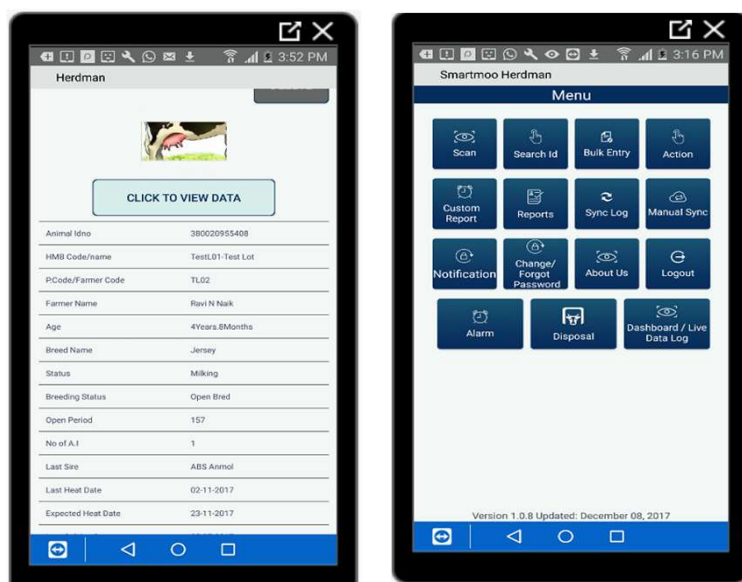 3:52 PM
Herdman
CLICK TO VIEW DATA
Animal Idno 380020955408
HMB Code/name TestL01-Test Lot
P.Code/Farmer Code TL02
Farmer Name Ravi N Naik
Age 4Years.8Months
Breed Name Jersey
Status Milking
Breeding Status Open Bred
Open Period 157
No of A.I 1
Last Sire ABS Anmol
Last Heat Date 02-11-2017
Expected Heat Date 23-11-2017
3:16 PM
Smartmoo Herdman
Menu
Scan
Search Id
Bulk Entry
Action
Custom
Report
Reports
Sync Log
Manual Sync
Notification
Change/
Forgot
Password
About Us
Logout
Alarm
Disposal
Dashboard / Live
Data Log
Version 1.0.8 Updated: December 08, 2017